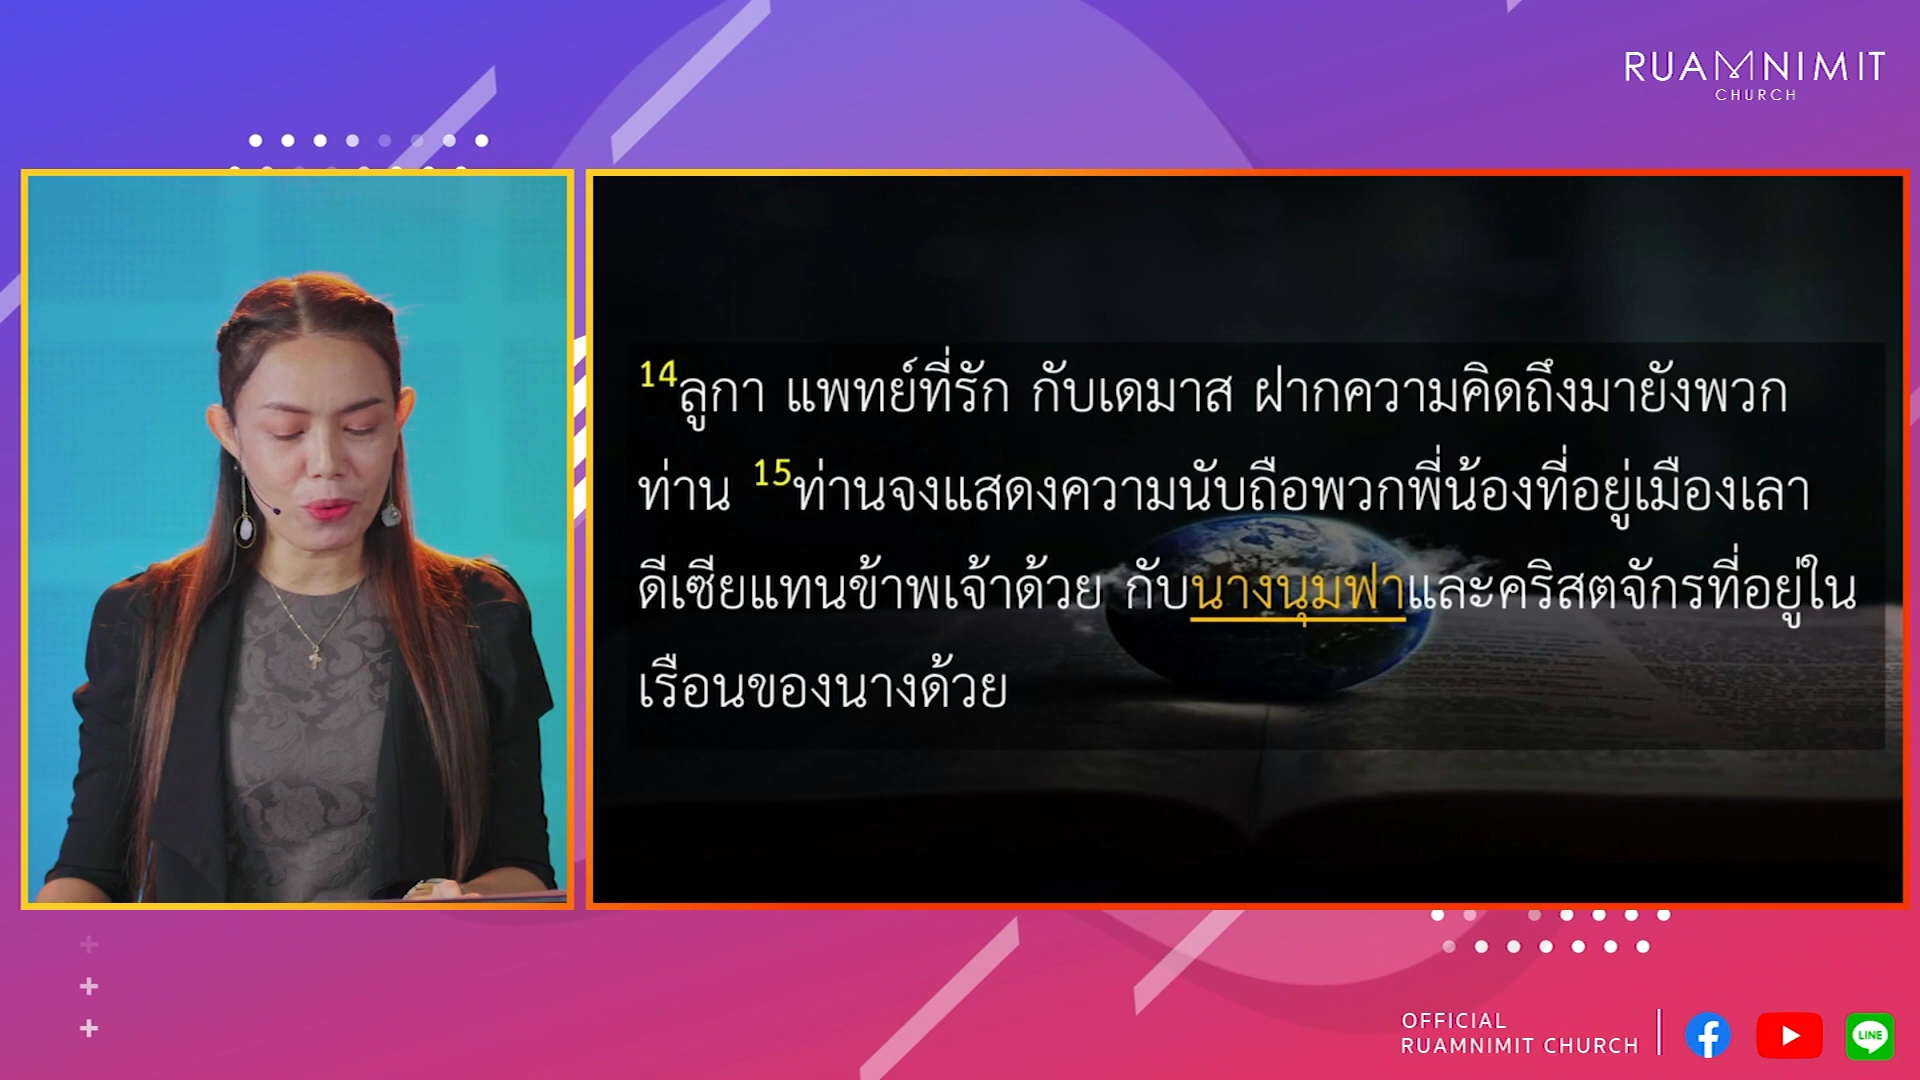 RUAMNIMIT
CHURCH
14ลูกา แพทย์ที่รัก กับเดมาส ฝากความคิดถึงมายังพวก
ท่าน 15ท่านจงแสดงความนับถือพวกพี่น้องที่อยู่เมืองเลา
ดีเซียแทนข้าพเจ้าด้วย กับนางนุมฟาและคริสตจักรที่อยู่ใน
เรือนของนางด้วย
OFFICIAL
RUAMNIMIT CHURCH
LINE